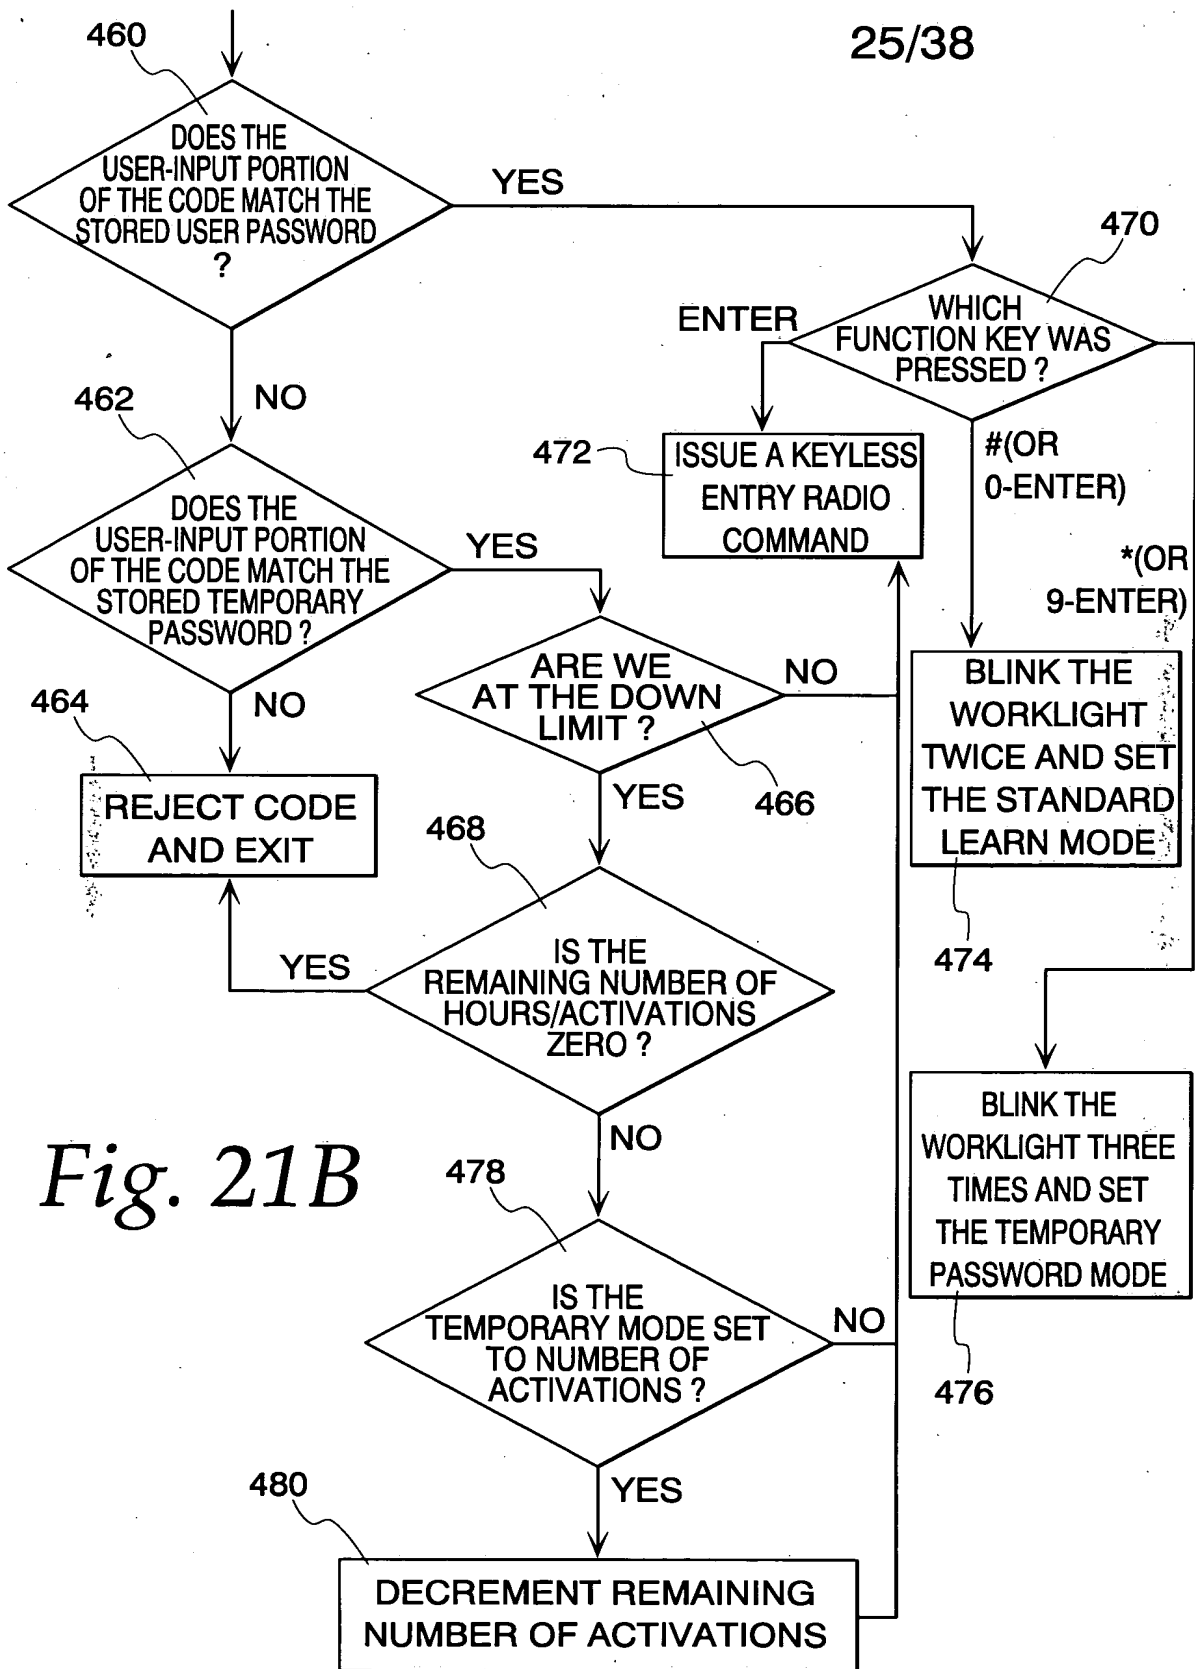 25/38
460
DOES THE
USER-INPUT PORTION
OF THE CODE MATCH THE
STORED USER PASSWORD
?
YES
NO
470
WHICH
FUNCTION KEY WAS
PRESSED ?
ENTER
#(OR
0-ENTER)
*(OR
9-ENTER)
462
DOES THE
USER-INPUT PORTION
OF THE CODE MATCH THE
STORED TEMPORARY
PASSWORD ?
YES
NO
472
ISSUE A KEYLESS
ENTRY RADIO
COMMAND
464
REJECT CODE
AND EXIT
ARE WE
AT THE DOWN
LIMIT ?
NO
YES
466
BLINK THE
WORKLIGHT
TWICE AND SET
THE STANDARD
LEARN MODE
474
468
IS THE
REMAINING NUMBER OF
HOURS/ACTIVATIONS
ZERO ?
YES
NO
BLINK THE
WORKLIGHT THREE
TIMES AND SET
THE TEMPORARY
PASSWORD MODE
476
Fig. 21B
478
IS THE
TEMPORARY MODE SET
TO NUMBER OF
ACTIVATIONS ?
NO
YES
480
DECREMENT REMAINING
NUMBER OF ACTIVATIONS